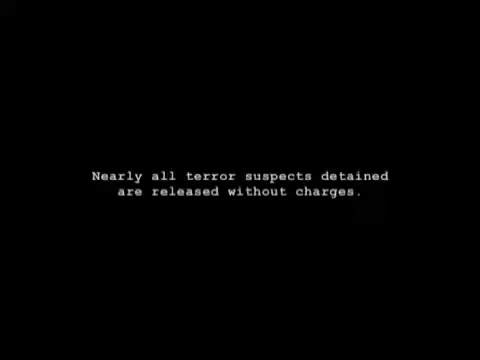 Nearly all terror suspects detained
are released without charges.